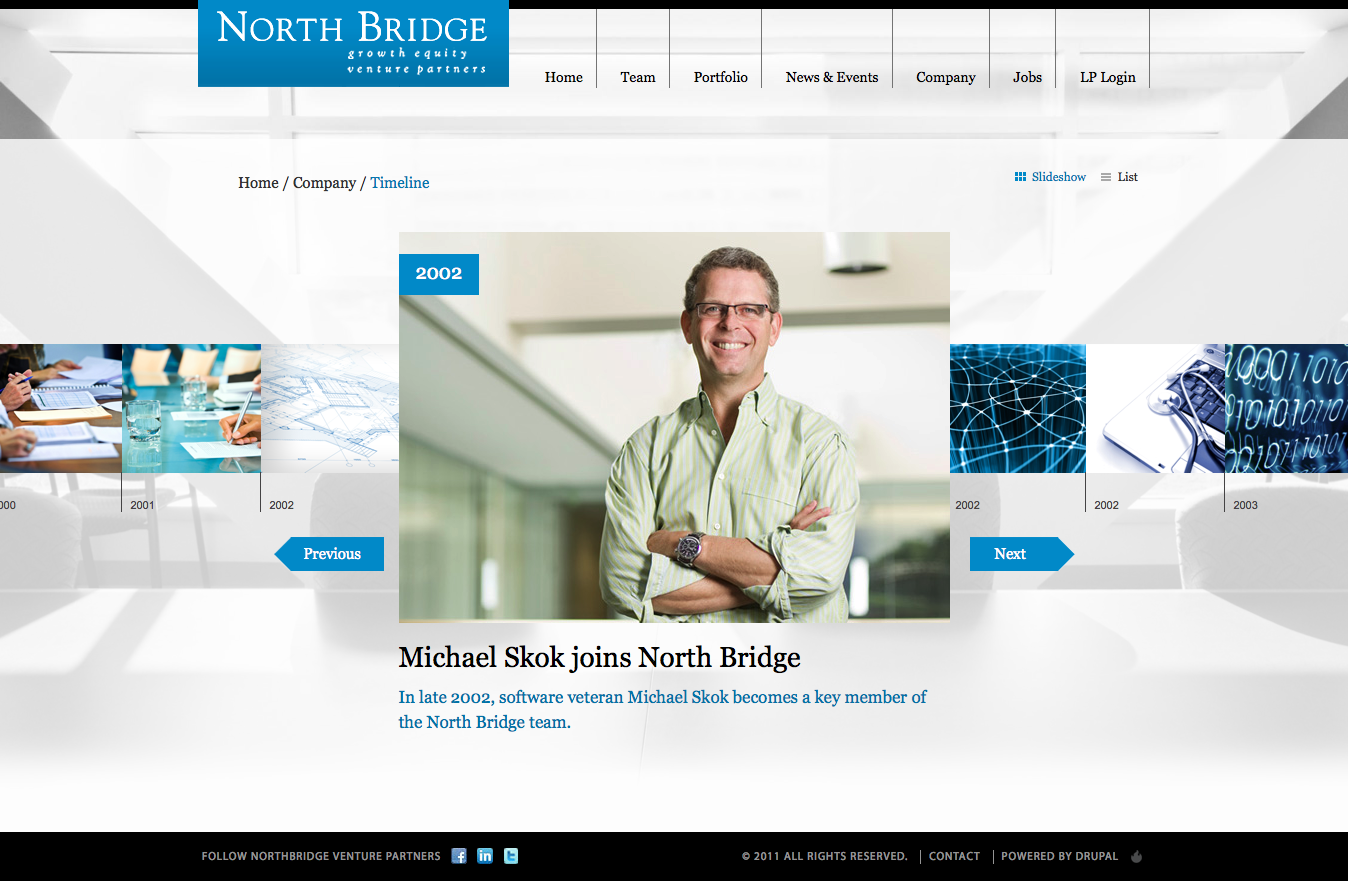 NORTH BRIDGE
growth equity
venture partners
Home
Team
Portfolio
News & Events
Company
Jobs
LP Login
Home / Company / Timeline
Slideshow
List
2002
000
2001
2002
2002
2002
2003
Previous
Next
Michael Skok joins North Bridge
In late 2002, software veteran Michael Skok becomes a key member of
the North Bridge team.
FOLLOW NORTHBRIDGE VENTURE PARTNERS
© 2011 ALL RIGHTS RESERVED.
CONTACT
POWERED BY DRUPAL